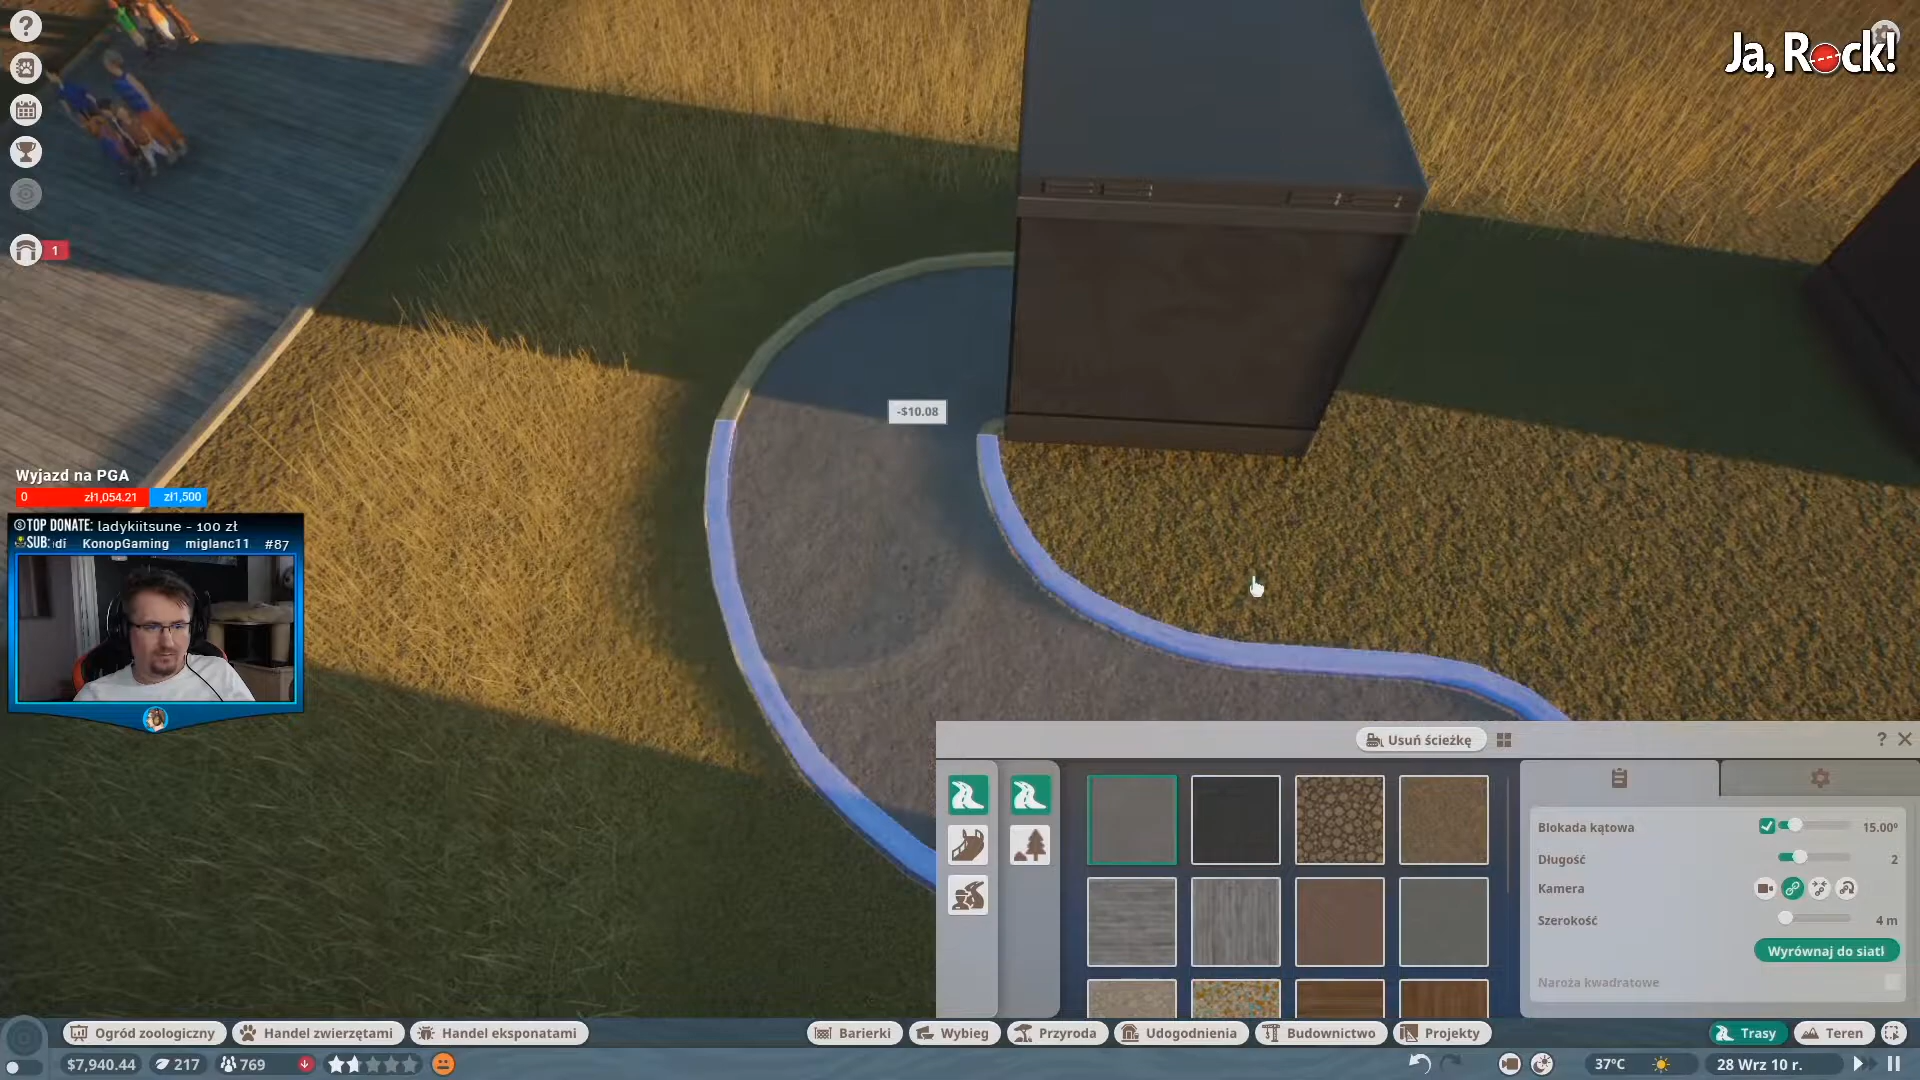 ?
Ja, Rock!
1
-$10.08
Wyjazd na PGA
0 zł1,054.21 zł1,500
TOP DONATE: ladykiitsune - 100 zł
SUB: idi KonopGaming miglanc11 #87
Usuń ścieżkę
?
Blokada kątowa 15.00°
Długość 2
Kamera
Szerokość 4 m
Wyrównaj do siatl
Naroża kwadratowe
Ogród zoologiczny Handel zwierzętami Handel eksponatami Barierki Wybieg Przyroda Udogodnienia Budownictwo Projekty Trasy Teren
$7,940.44 217 769 37°C 28 Wrz 10 r.